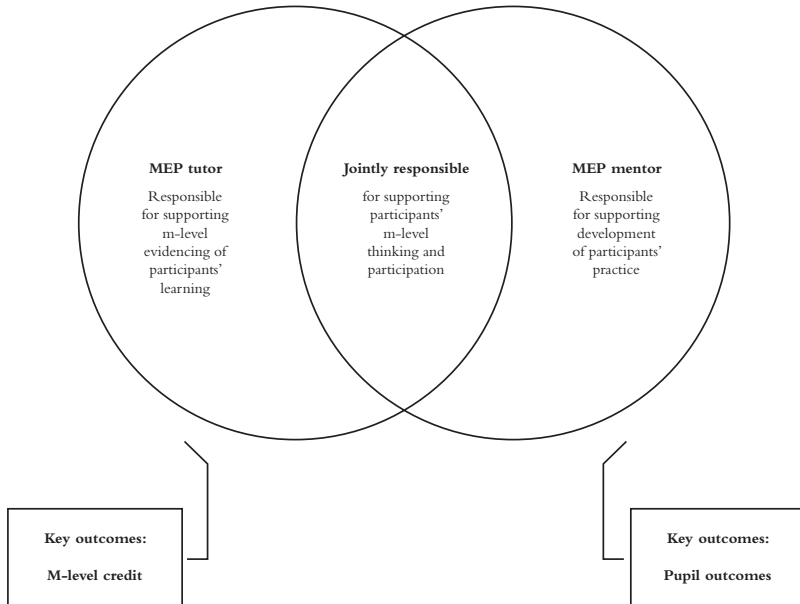 MEP tutor
Responsible
for supporting
m-level
evidencing of
participants’
learning
Jointly responsible
for supporting
participants’
m-level
thinking and
participation
MEP mentor
Responsible
for supporting
development
of participants’
practice
Key outcomes:
M-level credit
Key outcomes:
Pupil outcomes